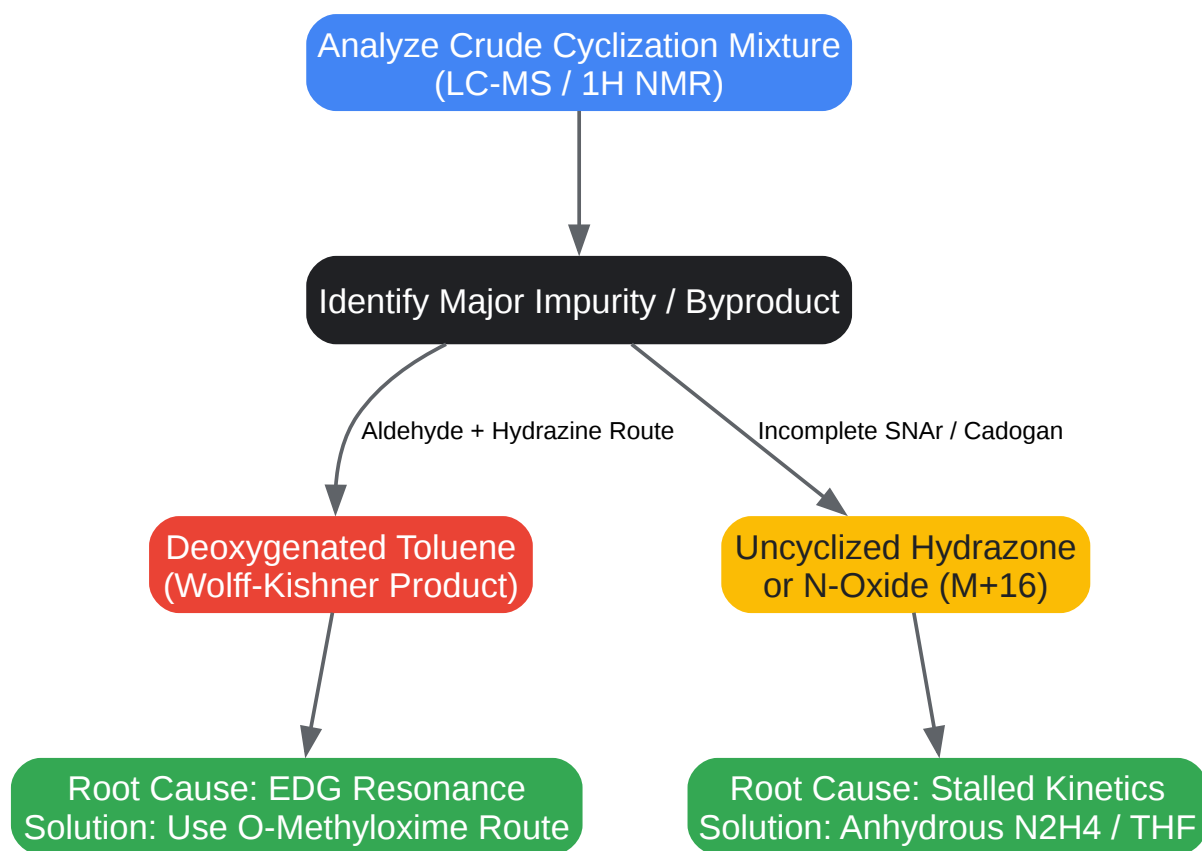 Analyze Crude Cyclization Mixture
(LC-MS / 1H NMR)
Identify Major Impurity / Byproduct
Aldehyde + Hydrazine Route
Incomplete SNAr / Cadogan
Deoxygenated Toluene
(Wolff-Kishner Product)
Uncyclized Hydrazone
or N-Oxide (M+16)
Root Cause: EDG Resonance
Solution: Use O-Methyloxime Route
Root Cause: Stalled Kinetics
Solution: Anhydrous N2H4 / THF